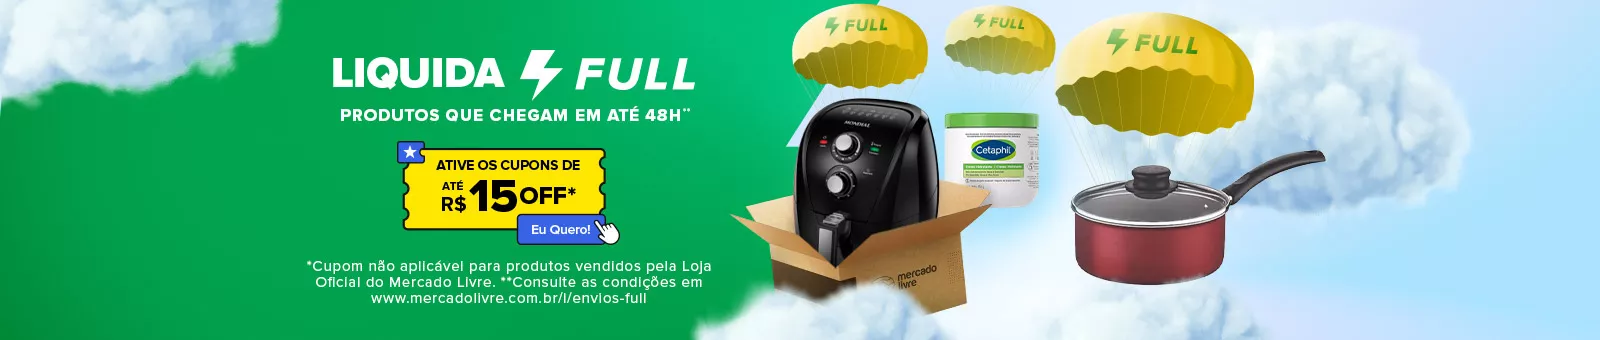 LIQUIDA FULL
PRODUTOS QUE CHEGAM EM ATÉ 48H**
ATIVE OS CUPONS DE
ATÉ
R$ 15 OFF*
Eu Quero!
*Cupom não aplicável para produtos vendidos pela Loja
Oficial do Mercado Livre. **Consulte as condições em
www.mercadolivre.com.br/l/envios-full
FULL
FULL
FULL
MONDIAL
Cetaphil
mercado
livre